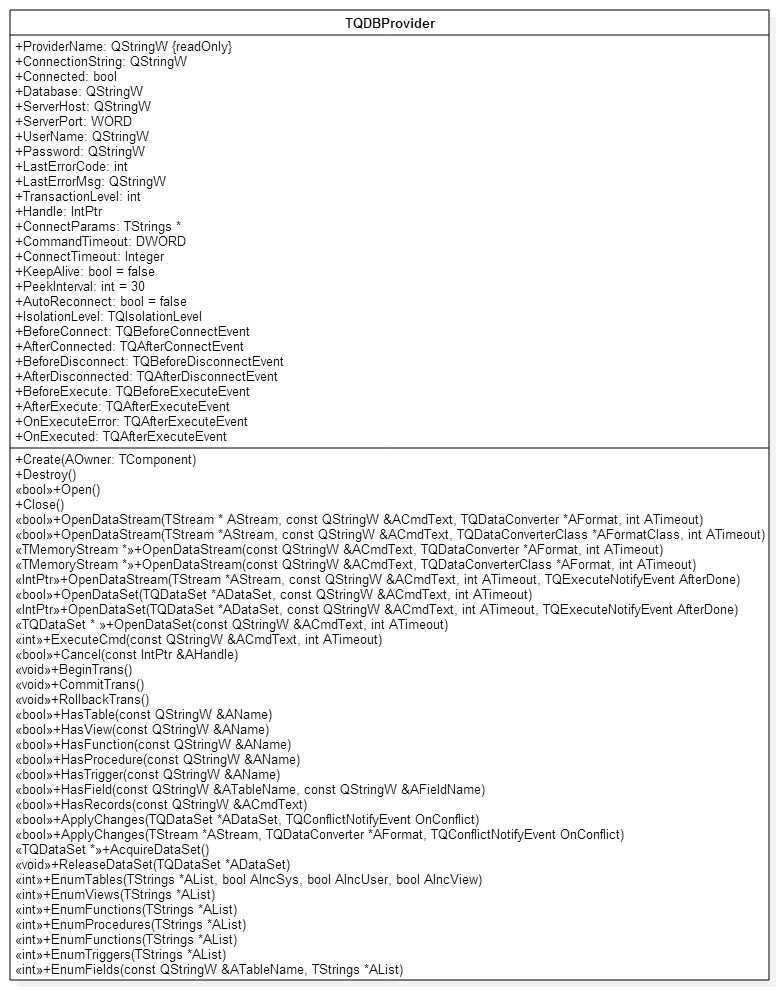 TQDBProvider
+ProviderName: QStringW {readOnly}
+ConnectionString: QStringW
+Connected: bool
+Database: QStringW
+ServerHost: QStringW
+ServerPort: WORD
+UserName: QStringW
+Password: QStringW
+LastErrorCode: int
+LastErrorMsg: QStringW
+TransactionLevel: int
+Handle: IntPtr
+ConnectParams: TStrings *
+CommandTimeout: DWORD
+ConnectTimeout: Integer
+KeepAlive: bool = false
+PeekInterval: int = 30
+AutoReconnect: bool = false
+IsolationLevel: TQIsolationLevel
+BeforeConnect: TQBeforeConnectEvent
+AfterConnected: TQAfterConnectEvent
+BeforeDisconnect: TQBeforeDisconnectEvent
+AfterDisconnected: TQAfterDisconnectEvent
+BeforeExecute: TQBeforeExecuteEvent
+AfterExecute: TQAfterExecuteEvent
+OnExecuteError: TQAfterExecuteEvent
+OnExecuted: TQAfterExecuteEvent
+Create(AOwner: TComponent)
+Destroy()
«bool»+Open()
+Close()
«bool»+OpenDataStream(TStream * AStream, const QStringW &ACmdText, TQDataConverter *AFormat, int ATimeout)
«bool»+OpenDataStream(TStream *AStream, const QStringW &ACmdText, TQDataConverterClass *AFormatClass, int ATimeout)
«TMemoryStream *»+OpenDataStream(const QStringW &ACmdText, TQDataConverter *AFormat, int ATimeout)
«TMemoryStream *»+OpenDataStream(const QStringW &ACmdText, TQDataConverterClass *AFormat, int ATimeout)
«IntPtr»+OpenDataStream(TStream *AStream, const QStringW &ACmdText, int ATimeout, TQExecuteNotifyEvent AfterDone)
«bool»+OpenDataSet(TQDataSet *ADataSet, const QStringW &ACmdText, int ATimeout)
«IntPtr»+OpenDataSet(TQDataSet *ADataSet, const QStringW &ACmdText, int ATimeout, TQExecuteNotifyEvent AfterDone)
«TQDataSet * »+OpenDataSet(const QStringW &ACmdText, int ATimeout)
«int»+ExecuteCmd(const QStringW &ACmdText, int ATimeout)
«bool»+Cancel(const IntPtr &AHandle)
«void»+BeginTrans()
«void»+CommitTrans()
«void»+RollbackTrans()
«bool»+HasTable(const QStringW &AName)
«bool»+HasView(const QStringW &AName)
«bool»+HasFunction(const QStringW &AName)
«bool»+HasProcedure(const QStringW &AName)
«bool»+HasTrigger(const QStringW &AName)
«bool»+HasField(const QStringW &ATableName, const QStringW &AFieldName)
«bool»+HasRecords(const QStringW &ACmdText)
«bool»+ApplyChanges(TQDataSet *ADataSet, TQConflictNotifyEvent OnConflict)
«bool»+ApplyChanges(TStream *AStream, TQDataConverter *AFormat, TQConflictNotifyEvent OnConflict)
«TQDataSet *»+AcquireDataSet()
«void»+ReleaseDataSet(TQDataSet *ADataSet)
«int»+EnumTables(TStrings *AList, bool AIncSys, bool AIncUser, bool AIncView)
«int»+EnumViews(TStrings *AList)
«int»+EnumFunctions(TStrings *AList)
«int»+EnumProcedures(TStrings *AList)
«int»+EnumFunctions(TStrings *AList)
«int»+EnumTriggers(TStrings *AList)
«int»+EnumFields(const QStringW &ATableName, TStrings *AList)